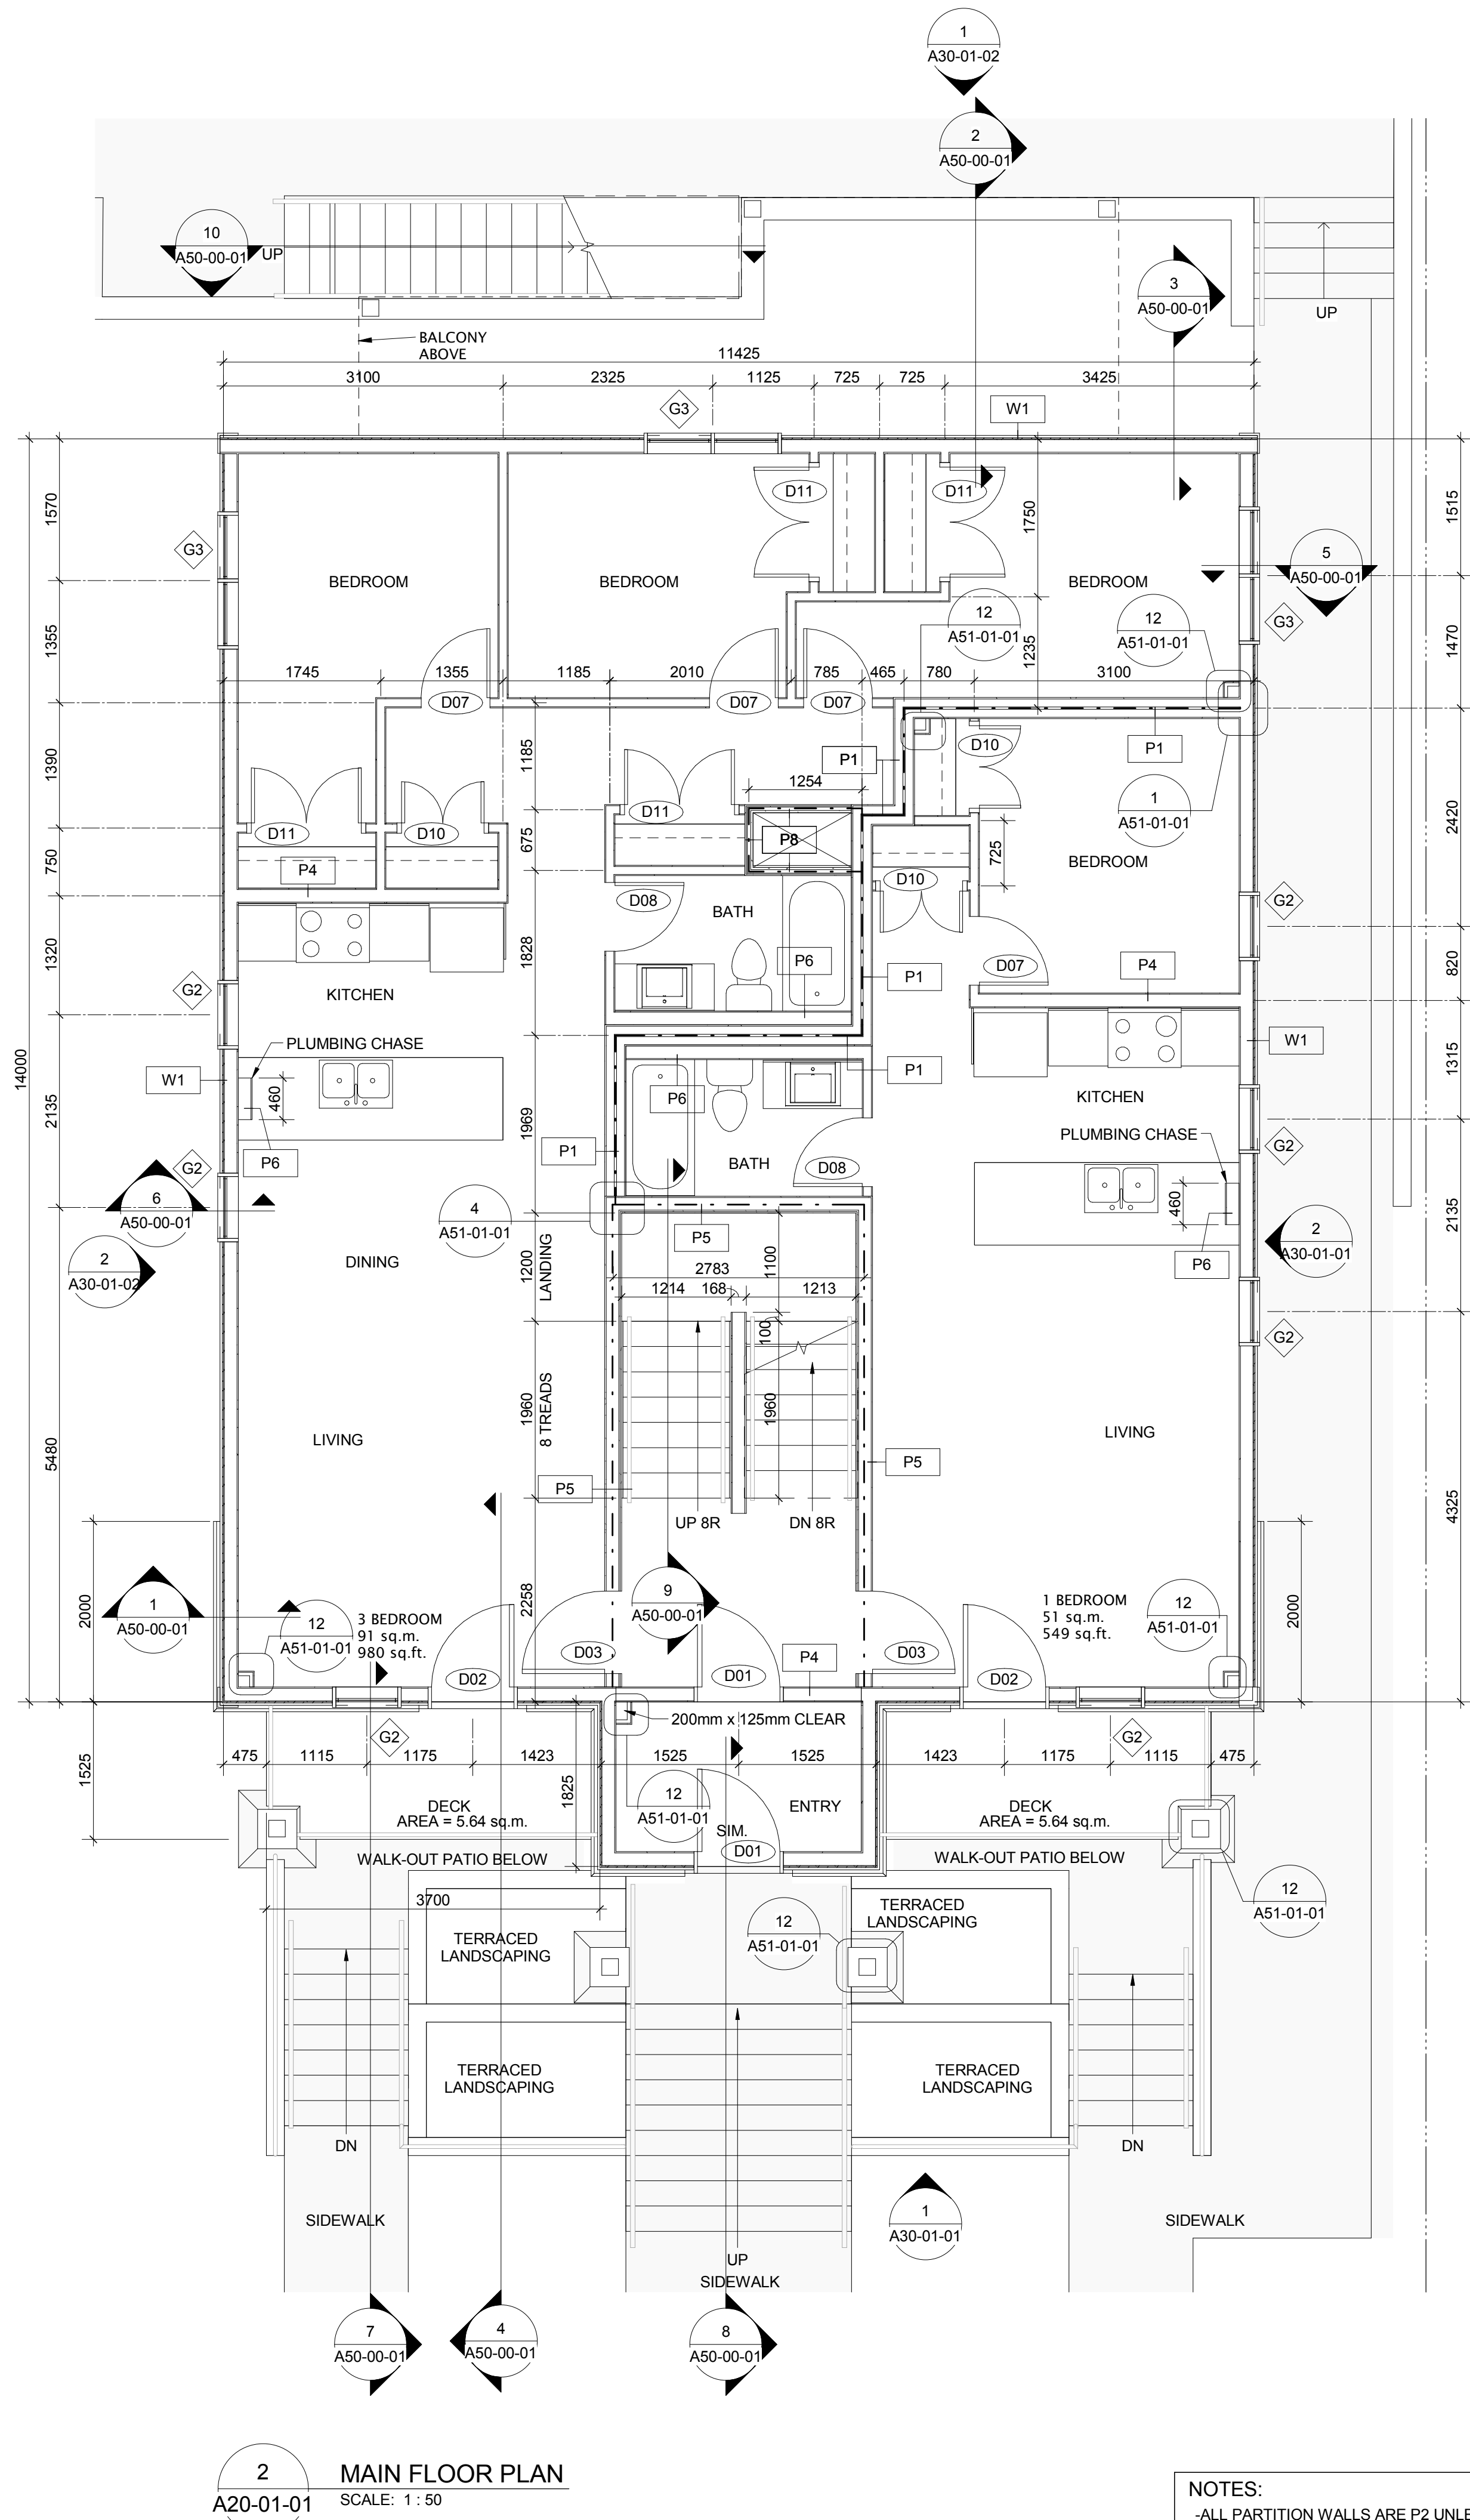 1
A30-01-02
2
A50-00-01
10
A50-00-01
UP
3
A50-00-01
UP
BALCONY
ABOVE
11425
3100
2325
1125
725
725
3425
G3
W1
1570
D11
D11
1750
1515
G3
5
A50-00-01
BEDROOM
BEDROOM
BEDROOM
12
A51-01-01
12
A51-01-01
G3
1355
1235
1470
1745
1355
1185
2010
785
465
780
3100
D07
D07
D07
1390
1185
P1
D10
P1
1254
1
A51-01-01
2420
D11
D10
D11
675
P8
725
BEDROOM
750
P4
D10
D08
BATH
G2
1320
1828
P6
D07
P4
820
G2
KITCHEN
P1
14000
PLUMBING CHASE
W1
W1
460
P6
P1
1315
KITCHEN
2135
1969
PLUMBING CHASE
G2
P6
P1
BATH
D08
G2
6
A50-00-01
4
A51-01-01
460
2135
P5
2
A30-01-02
DINING
1200
LANDING
2783
1100
P6
2
A30-01-01
1214
168
1213
100
G2
1960
8 TREADS
1960
LIVING
LIVING
5480
P5
P5
4325
UP 8R
DN 8R
2000
1
A50-00-01
12
A51-01-01
3 BEDROOM
91 sq.m.
980 sq.ft.
2258
9
A50-00-01
1 BEDROOM
51 sq.m.
549 sq.ft.
12
A51-01-01
2000
D02
D03
D01
P4
D03
D02
200mm x 125mm CLEAR
G2
G2
475
1115
1175
1423
1525
1525
1423
1175
1115
475
1525
1825
DECK
AREA = 5.64 sq.m.
12
A51-01-01
SIM.
ENTRY
DECK
AREA = 5.64 sq.m.
D01
WALK-OUT PATIO BELOW
WALK-OUT PATIO BELOW
3700
12
A51-01-01
12
A51-01-01
TERRACED
LANDSCAPING
TERRACED
LANDSCAPING
TERRACED
LANDSCAPING
TERRACED
LANDSCAPING
DN
DN
SIDEWALK
1
A30-01-01
SIDEWALK
UP
SIDEWALK
7
A50-00-01
4
A50-00-01
8
A50-00-01
2
A20-01-01
MAIN FLOOR PLAN
SCALE: 1 : 50
NOTES:
-ALL PARTITION WALLS ARE P2